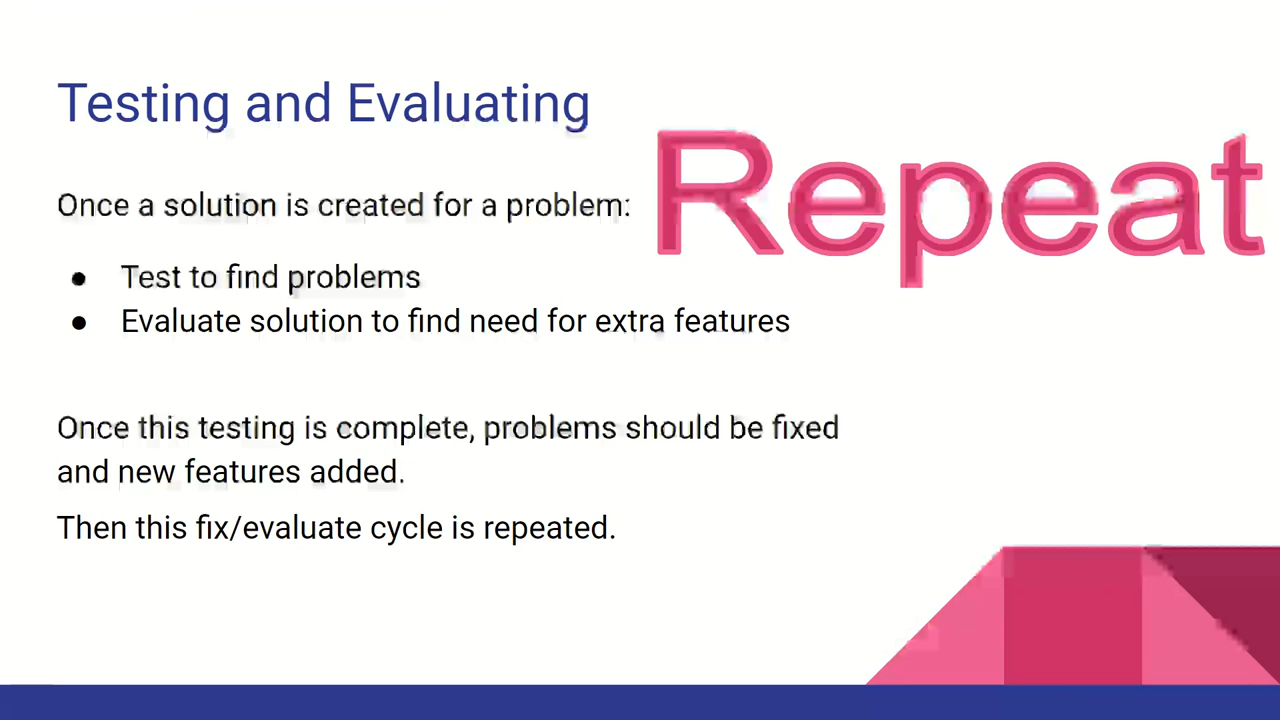 Testing and Evaluating
Repeat
Once a solution is created for a problem:
● Test to find problems
● Evaluate solution to find need for extra features
Once this testing is complete, problems should be fixed
and new features added.
Then this fix/evaluate cycle is repeated.